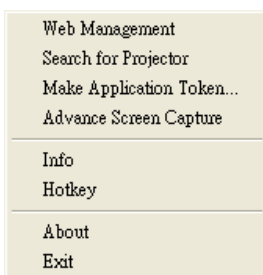 Web Management
Search for Projector
Make Application Token...
Advance Screen Capture
Info
Hotkey
About
Exit